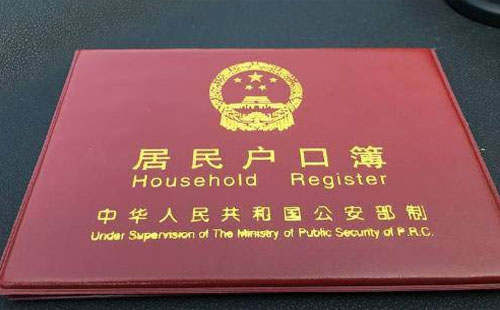 居民户口簿
Household Register
中华人民共和国公安部制
Under Supervision of The Ministry of Public Security of P.R.C.